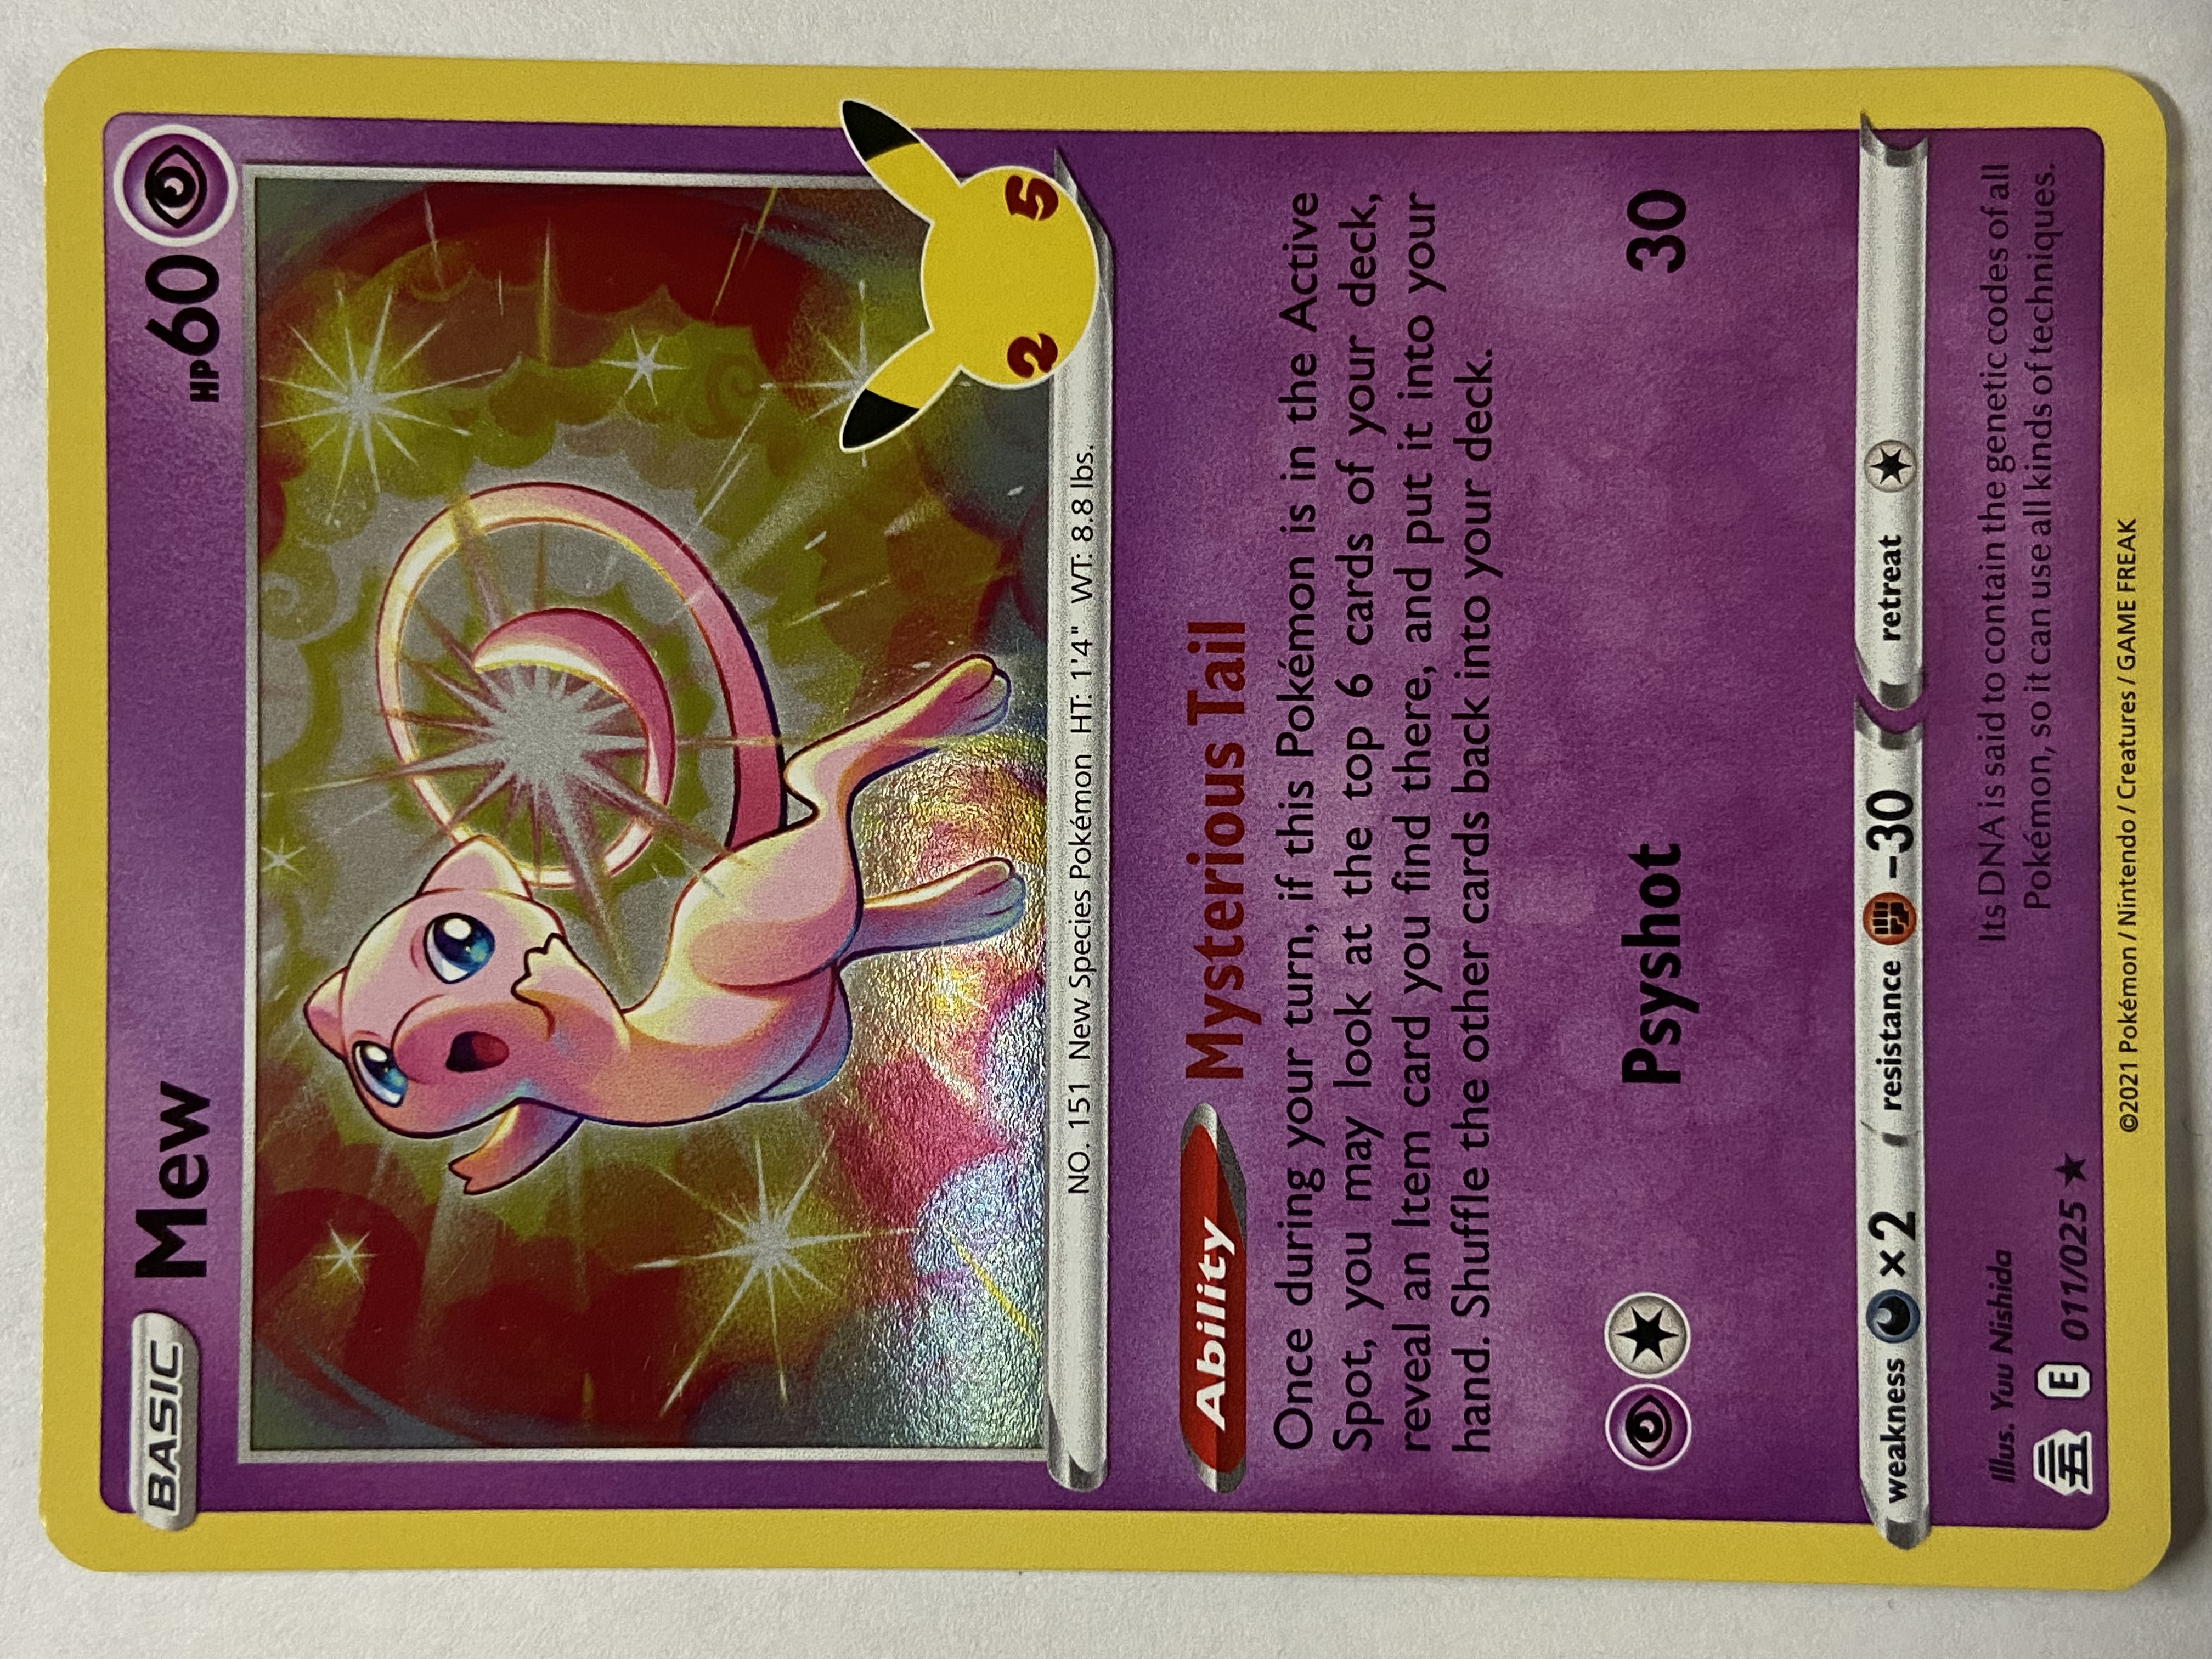 BASIC Mew HP 60
25
NO. 151 New Species Pokémon HT: 1'4" WT: 8.8 lbs.
Ability Mysterious Tail
Once during your turn, if this Pokémon is in the Active
Spot, you may look at the top 6 cards of your deck,
reveal an Item card you find there, and put it into your
hand. Shuffle the other cards back into your deck.
Psyshot 30
weakness ×2 resistance -30 retreat
Illus. Yuu Nishida
Its DNA is said to contain the genetic codes of all
Pokémon, so it can use all kinds of techniques.
E 011/025 ★
©2021 Pokémon / Nintendo / Creatures / GAME FREAK